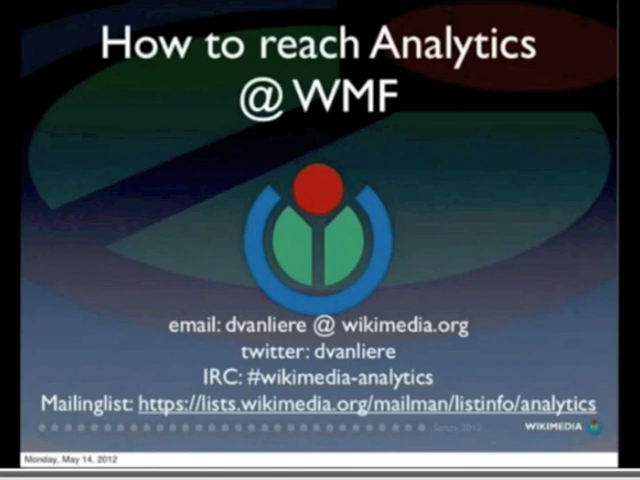 How to reach Analytics
@ WMF
email: dvanliere @ wikimedia.org
twitter: dvanliere
IRC: #wikimedia-analytics
Mailinglist: https://lists.wikimedia.org/mailman/listinfo/analytics
2012
WIKIMEDIA
Monday, May 14, 2012